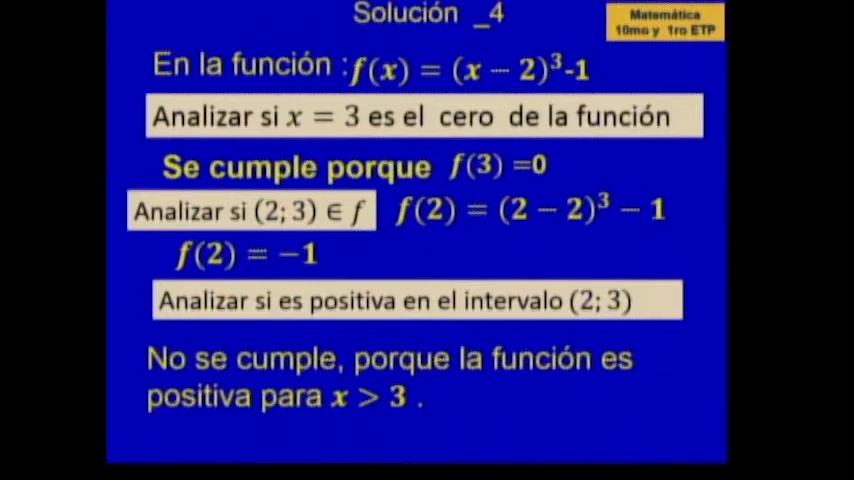 Solución _4
Matemática
10mo y 1ro ETP
En la función : f(x) = (x − 2)³-1
Analizar si x = 3 es el cero de la función
Se cumple porque f(3) =0
Analizar si (2; 3) ∈ f f(2) = (2 − 2)³ − 1
f(2) = −1
Analizar si es positiva en el intervalo (2; 3)
No se cumple, porque la función es
positiva para x > 3 .